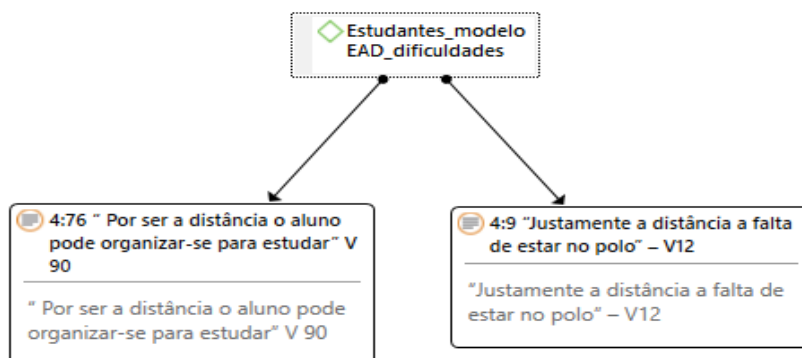 Estudantes_modelo
EAD_dificuldades
4:76 “ Por ser a distância o aluno
pode organizar-se para estudar” V
90
“ Por ser a distância o aluno pode
organizar-se para estudar” V 90
4:9 “Justamente a distância a falta
de estar no polo” – V12
“Justamente a distância a falta de
estar no polo” – V12